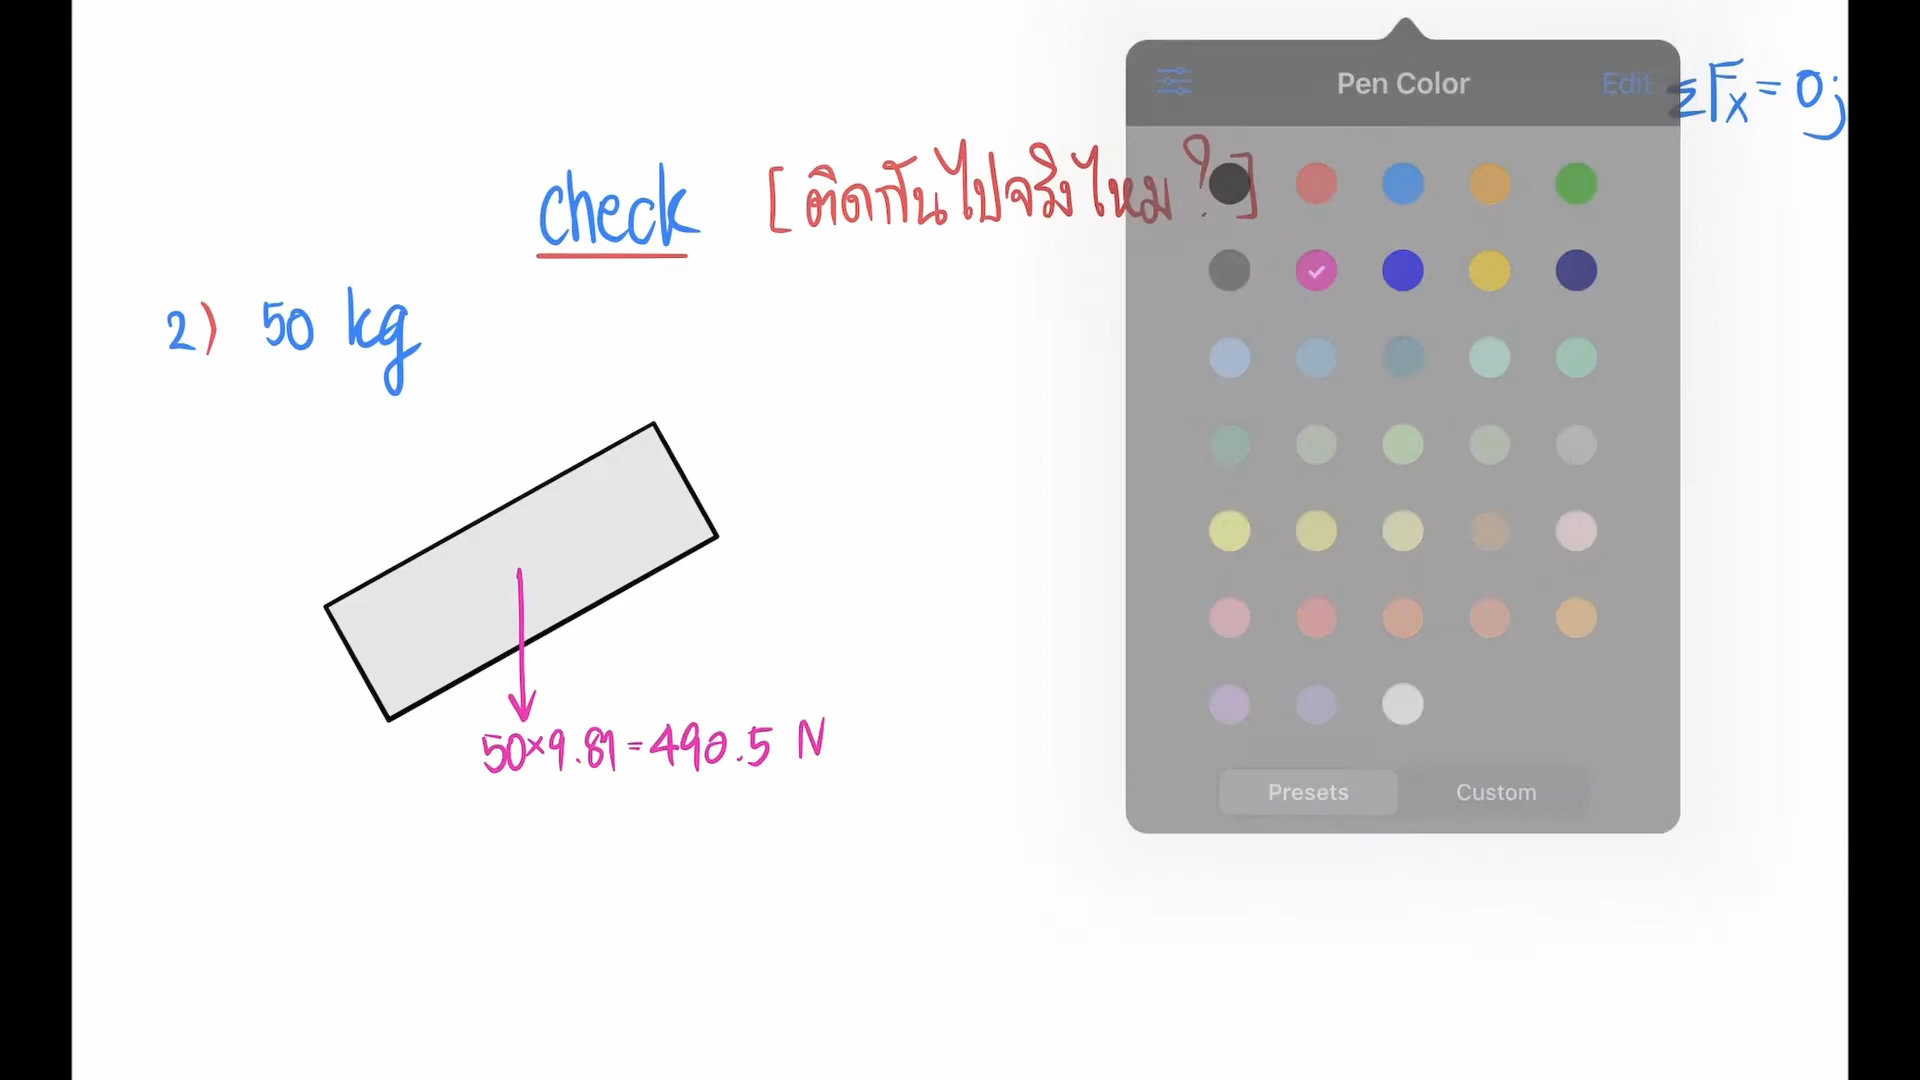 Pen Color
Edit
ΣFx = 0;
check [ติดกันไปจริงไหม?]
2) 50 kg
50×9.81=490.5 N
Presets
Custom